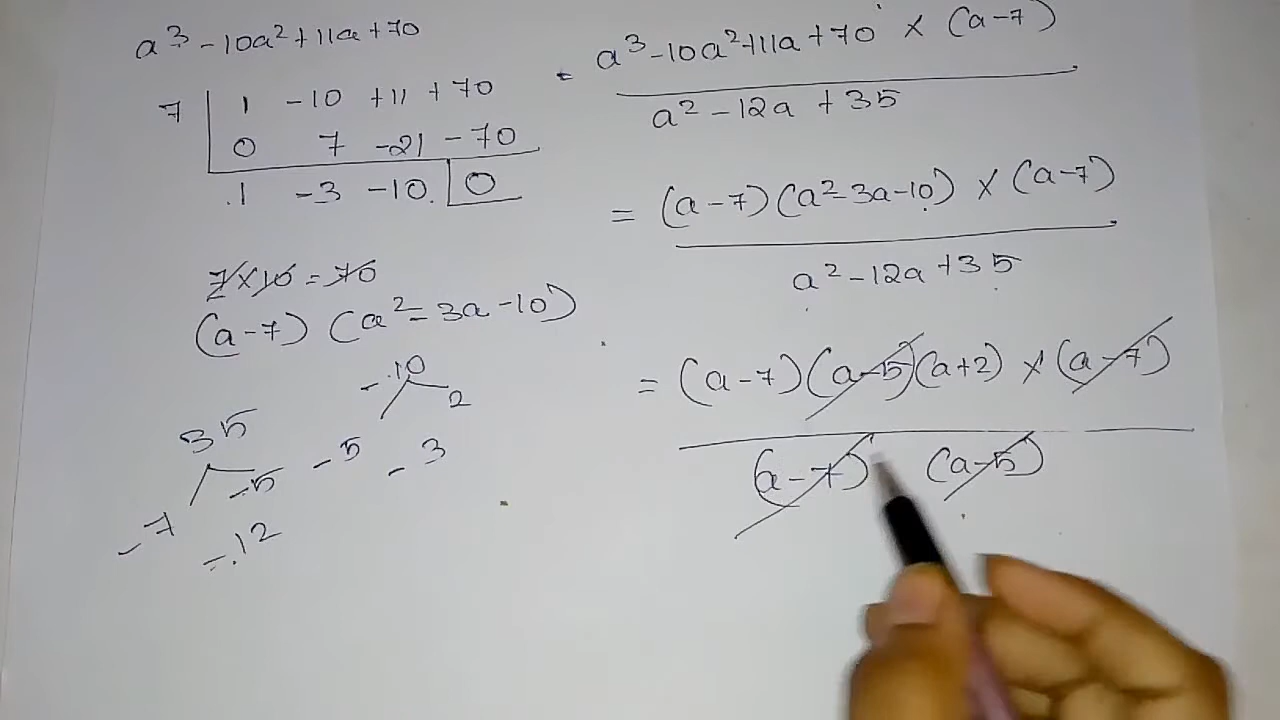 a³ - 10a² + 11a + 70
7 | 1 -10 +11 +70
0 7 -21 -70
1 -3 -10 | 0
7×10 = 70
(a-7) (a² - 3a - 10)
-10
2
-5 -3
35
-5
-7
-12
= a³ - 10a² + 11a + 70 × (a-7)
a² - 12a + 35
= (a-7)(a² - 3a - 10) × (a-7)
a² - 12a + 35
= (a-7)(a-5)(a+2) × (a-7)
(a-7) (a-5)